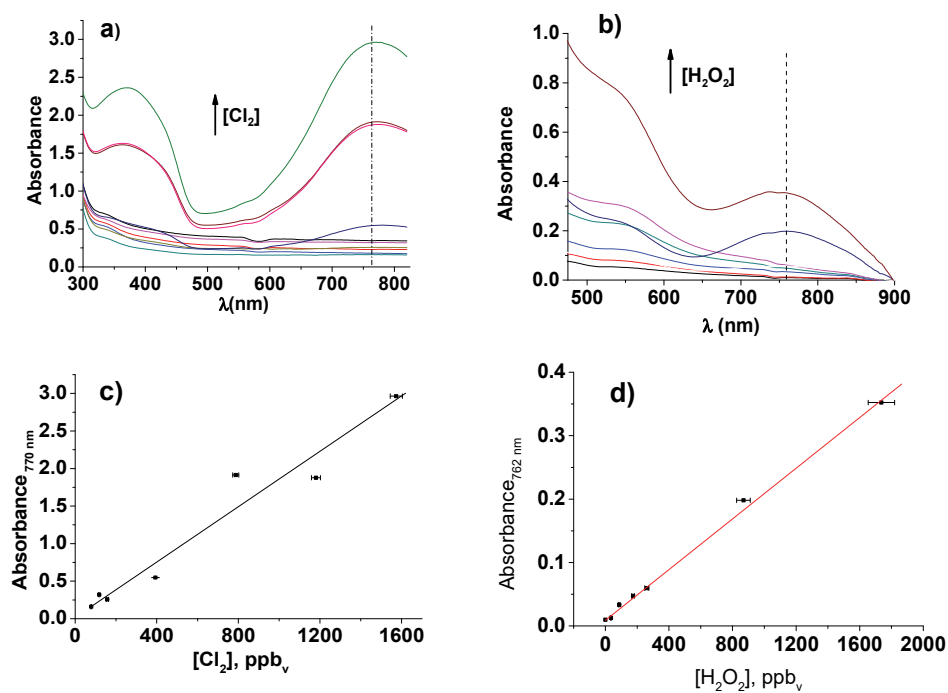 a)
3.0
2.5
2.0
1.5
1.0
0.5
0.0
Absorbance
[Cl₂]
300 400 500 600 700 800
λ(nm)
b)
1.0
0.8
0.6
0.4
0.2
0.0
Absorbance
[H₂O₂]
500 600 700 800 900
λ (nm)
c)
3.0
2.5
2.0
1.5
1.0
0.5
0.0
Absorbance₇₇₀ ₙₘ
0 400 800 1200 1600
[Cl₂], ppbᵥ
d)
0.4
0.3
0.2
0.1
0.0
Absorbance₇₆₂ ₙₘ
0 400 800 1200 1600 2000
[H₂O₂], ppbᵥ